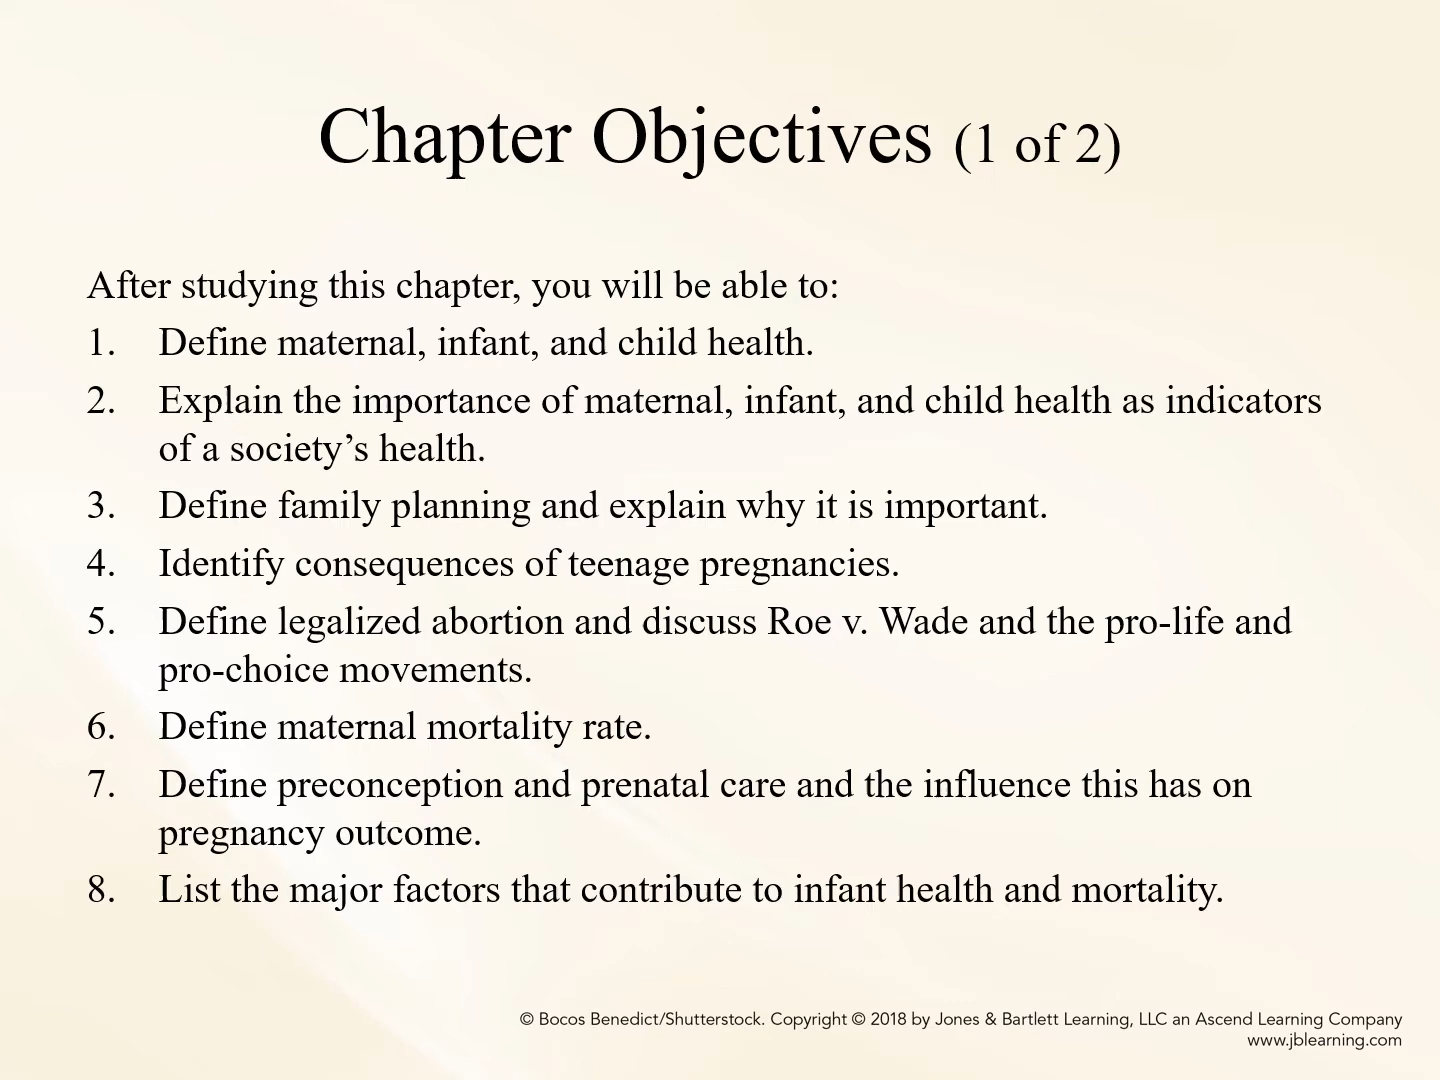 Chapter Objectives (1 of 2)
After studying this chapter, you will be able to:
1. Define maternal, infant, and child health.
2. Explain the importance of maternal, infant, and child health as indicators
of a society’s health.
3. Define family planning and explain why it is important.
4. Identify consequences of teenage pregnancies.
5. Define legalized abortion and discuss Roe v. Wade and the pro-life and
pro-choice movements.
6. Define maternal mortality rate.
7. Define preconception and prenatal care and the influence this has on
pregnancy outcome.
8. List the major factors that contribute to infant health and mortality.
© Bocos Benedict/Shutterstock. Copyright © 2018 by Jones & Bartlett Learning, LLC an Ascend Learning Company
www.jblearning.com